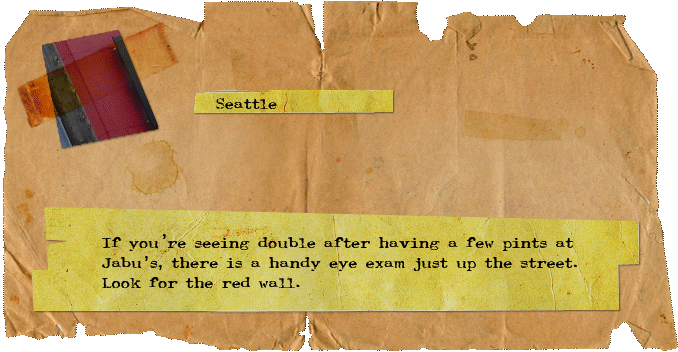 Seattle
If you're seeing double after having a few pints at
Jabu's, there is a handy eye exam just up the street.
Look for the red wall.